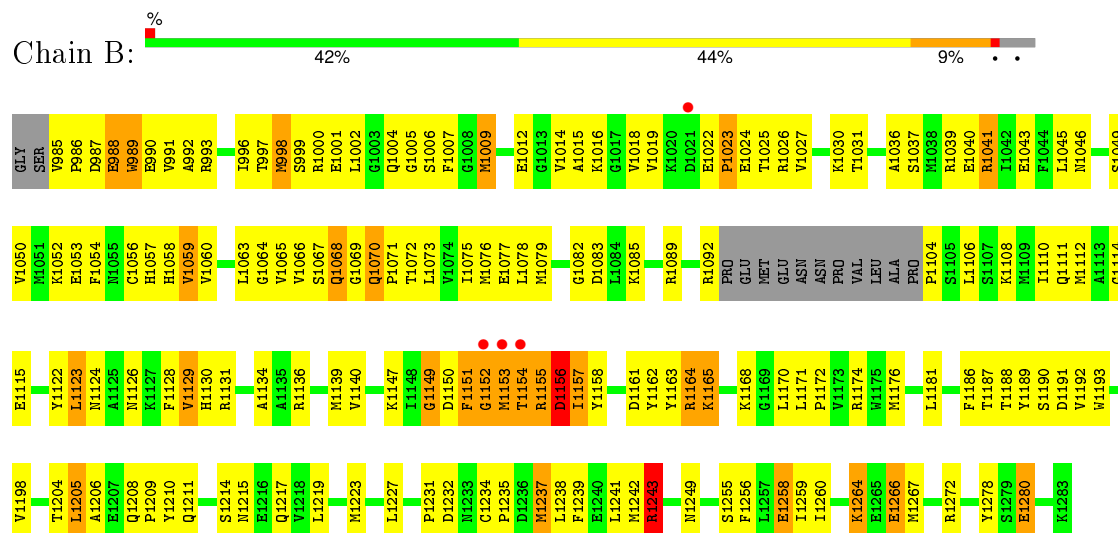 %
Chain B:
42% 44% 9% • •
GLY SER V985 P986 D987 E988 W989 E990 V991 A992 R993 I996 T997 M998 S999 R1000 E1001 L1002 G1003 Q1004 G1005 S1006 F1007 G1008 M1009 E1012 G1013 V1014 A1015 K1016 G1017 V1018 V1019 K1020 D1021 E1022 P1023 E1024 T1025 R1026 V1027 K1030 T1031 A1036 S1037 M1038 R1039 E1040 R1041 I1042 E1043 F1044 L1045 N1046 S1049
V1050 M1051 K1052 E1053 F1054 N1055 C1056 H1057 H1058 V1059 V1060 L1063 G1064 V1065 V1066 S1067 Q1068 G1069 Q1070 P1071 T1072 L1073 V1074 I1075 M1076 E1077 L1078 M1079 G1082 D1083 L1084 K1085 R1089 R1092 PRO GLU MET GLU ASN ASN PRO VAL LEU ALA PRO P1104 S1105 L1106 S1107 K1108 M1109 I1110 Q1111 M1112 A1113 G1114
E1115 Y1122 L1123 N1124 A1125 N1126 K1127 F1128 V1129 H1130 R1131 A1134 A1135 R1136 M1139 V1140 K1147 I1148 G1149 D1150 F1151 G1152 M1153 T1154 R1155 D1156 I1157 Y1158 D1161 Y1162 Y1163 R1164 K1165 K1168 G1169 L1170 L1171 P1172 V1173 R1174 W1175 M1176 L1181 F1186 T1187 T1188 Y1189 S1190 D1191 V1192 W1193
V1198 T1204 L1205 A1206 E1207 Q1208 P1209 Y1210 Q1211 S1214 N1215 E1216 Q1217 V1218 L1219 M1223 L1227 P1231 D1232 N1233 C1234 P1235 D1236 M1237 L1238 F1239 E1240 L1241 M1242 R1243 N1249 S1255 F1256 L1257 E1258 I1259 I1260 K1264 E1265 E1266 M1267 R1272 Y1278 S1279 E1280 K1283